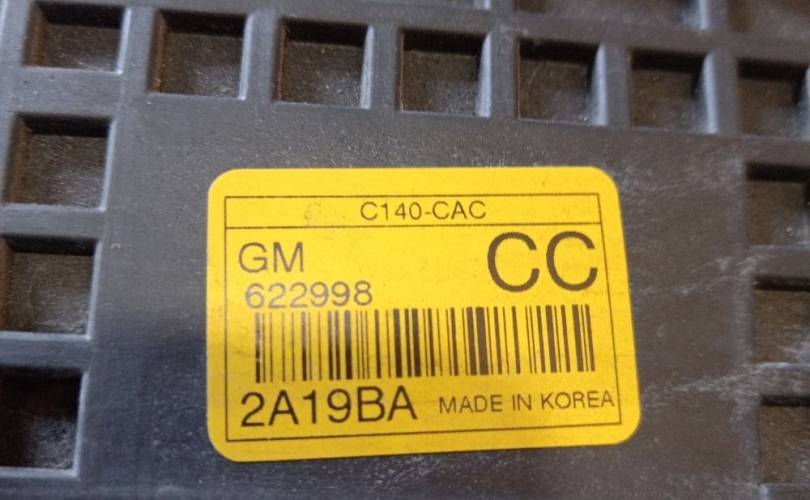 C140-CAC
GM CC
622998
2A19BA MADE IN KOREA